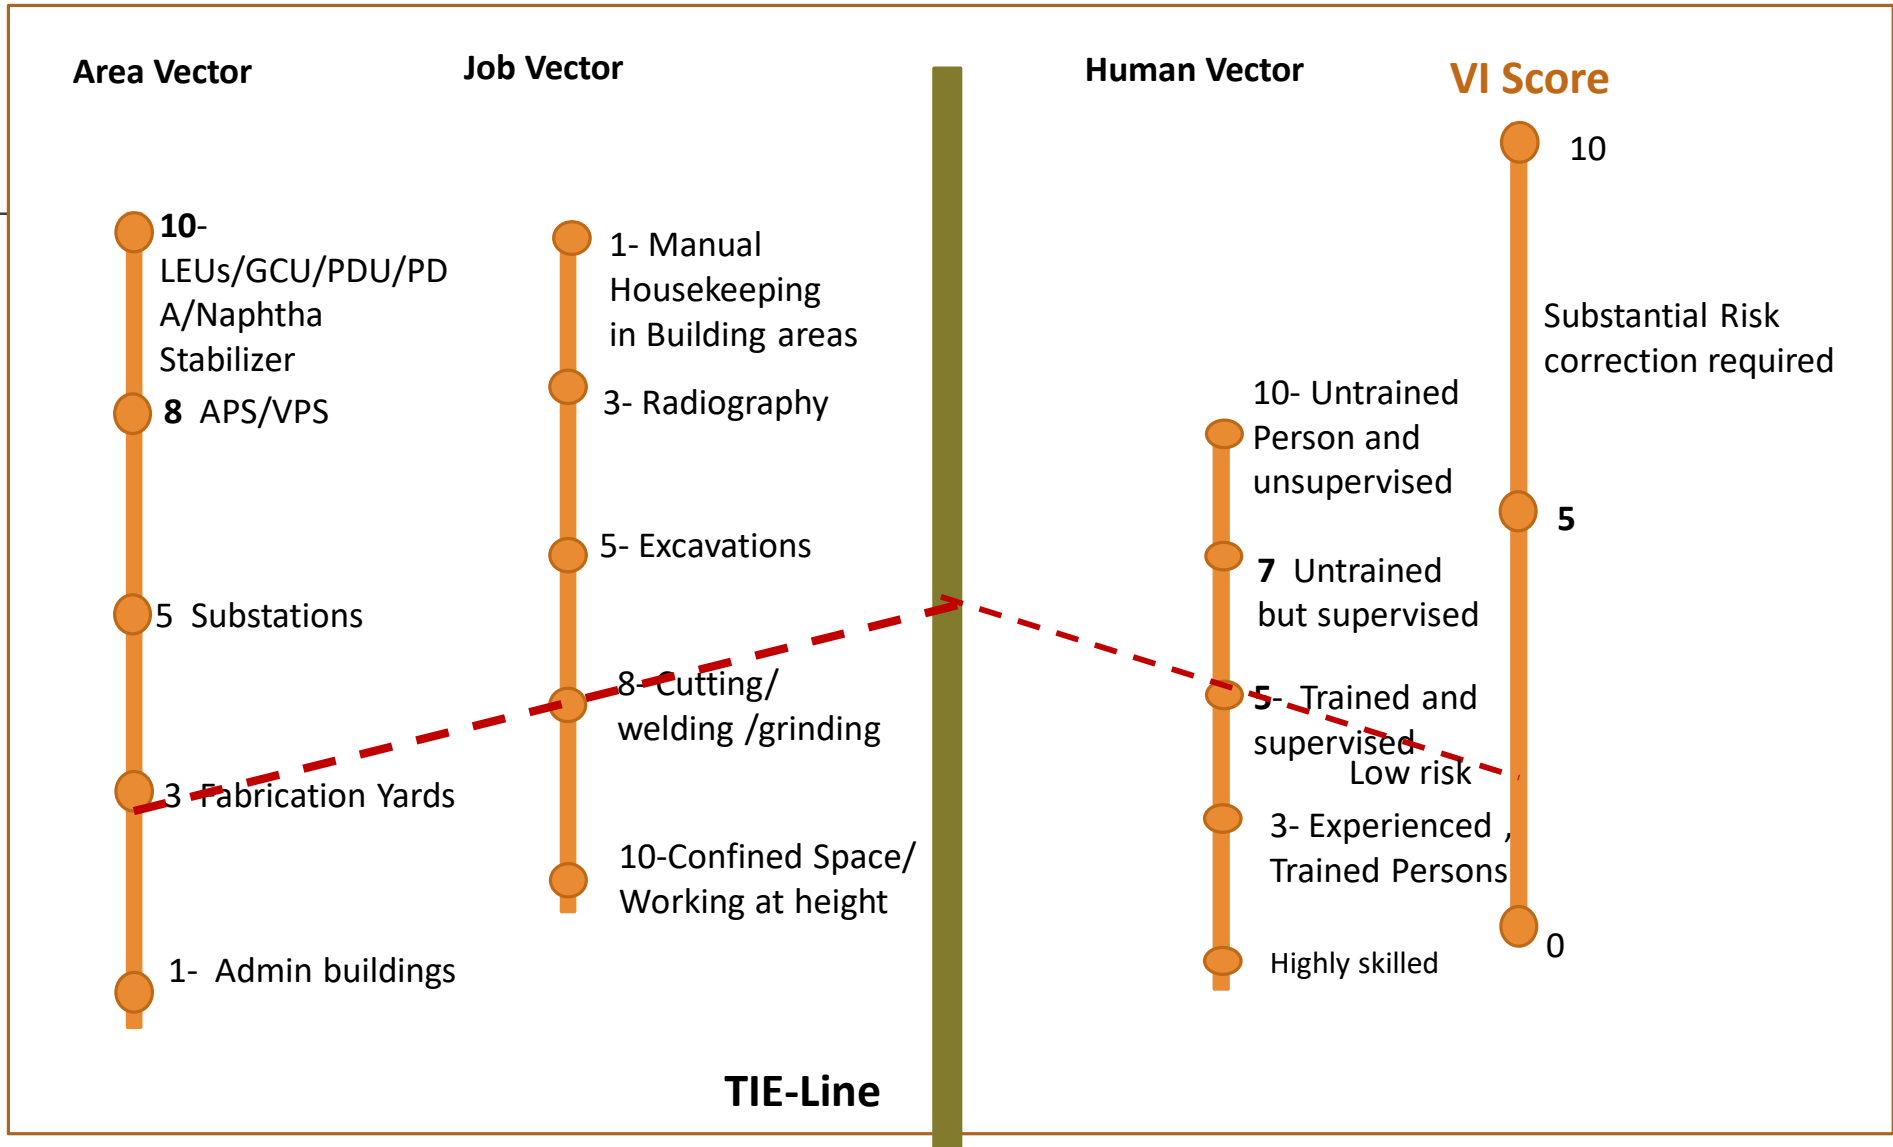 Area Vector
Job Vector
Human Vector
VI Score
10-
LEUs/GCU/PDU/PD
A/Naphtha
Stabilizer
8 APS/VPS
5 Substations
3 Fabrication Yards
1- Admin buildings
1- Manual
Housekeeping
in Building areas
3- Radiography
5- Excavations
8- Cutting/
welding /grinding
10-Confined Space/
Working at height
TIE-Line
10- Untrained
Person and
unsupervised
7 Untrained
but supervised
5- Trained and
supervised
Low risk
3- Experienced ,
Trained Persons
Highly skilled
10
Substantial Risk
correction required
5
0